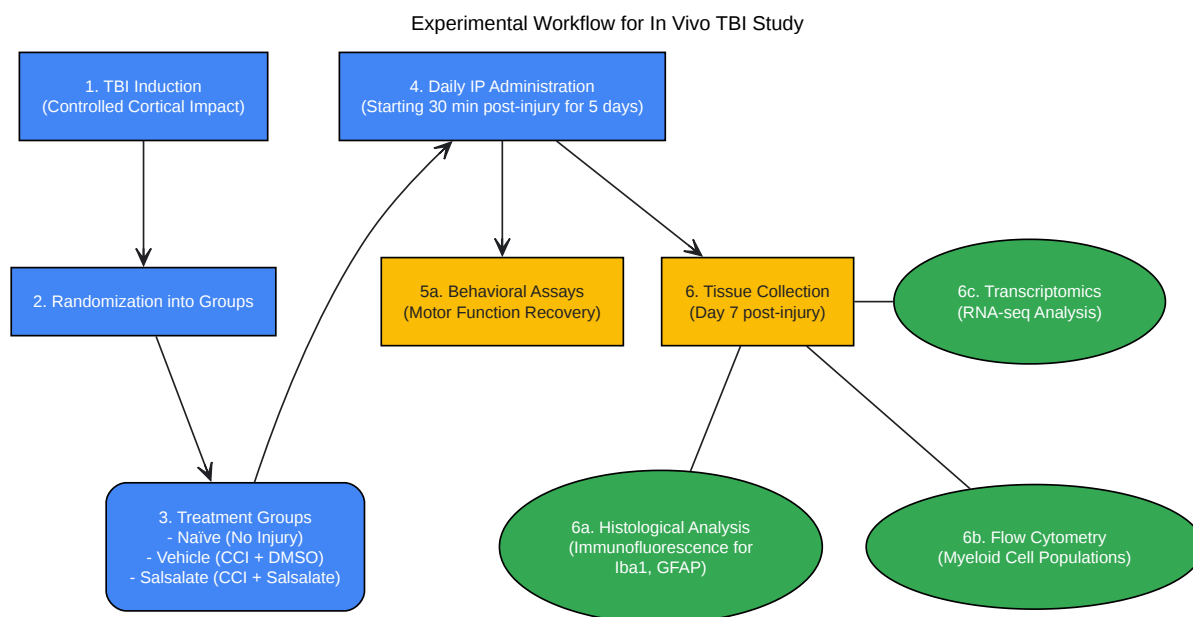 Experimental Workflow for In Vivo TBI Study
1. TBI Induction
(Controlled Cortical Impact)
2. Randomization into Groups
3. Treatment Groups
- Naïve (No Injury)
- Vehicle (CCI + DMSO)
- Salsalate (CCI + Salsalate)
4. Daily IP Administration
(Starting 30 min post-injury for 5 days)
5a. Behavioral Assays
(Motor Function Recovery)
6. Tissue Collection
(Day 7 post-injury)
6a. Histological Analysis
(Immunofluorescence for
Iba1, GFAP)
6b. Flow Cytometry
(Myeloid Cell Populations)
6c. Transcriptomics
(RNA-seq Analysis)